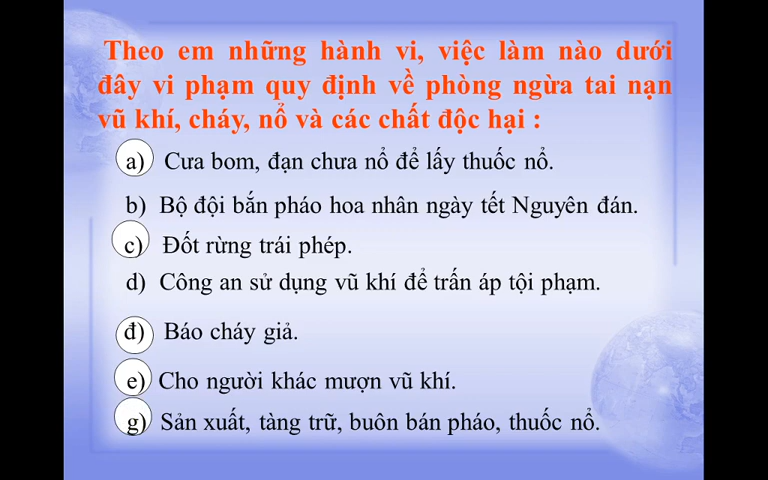 Theo em những hành vi, việc làm nào dưới
đây vi phạm quy định về phòng ngừa tai nạn
vũ khí, cháy, nổ và các chất độc hại :
a) Cưa bom, đạn chưa nổ để lấy thuốc nổ.
b) Bộ đội bắn pháo hoa nhân ngày tết Nguyên đán.
c) Đốt rừng trái phép.
d) Công an sử dụng vũ khí để trấn áp tội phạm.
đ) Báo cháy giả.
e) Cho người khác mượn vũ khí.
g) Sản xuất, tàng trữ, buôn bán pháo, thuốc nổ.